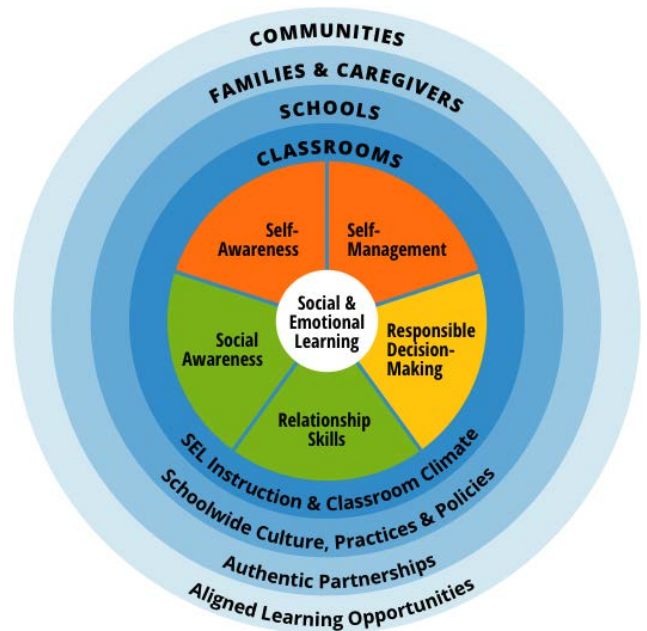 COMMUNITIES
FAMILIES & CAREGIVERS
SCHOOLS
CLASSROOMS
Self-
Awareness
Self-
Management
Social &
Emotional
Learning
Social
Awareness
Responsible
Decision-
Making
Relationship
Skills
SEL Instruction & Classroom Climate
Schoolwide Culture, Practices & Policies
Authentic Partnerships
Aligned Learning Opportunities